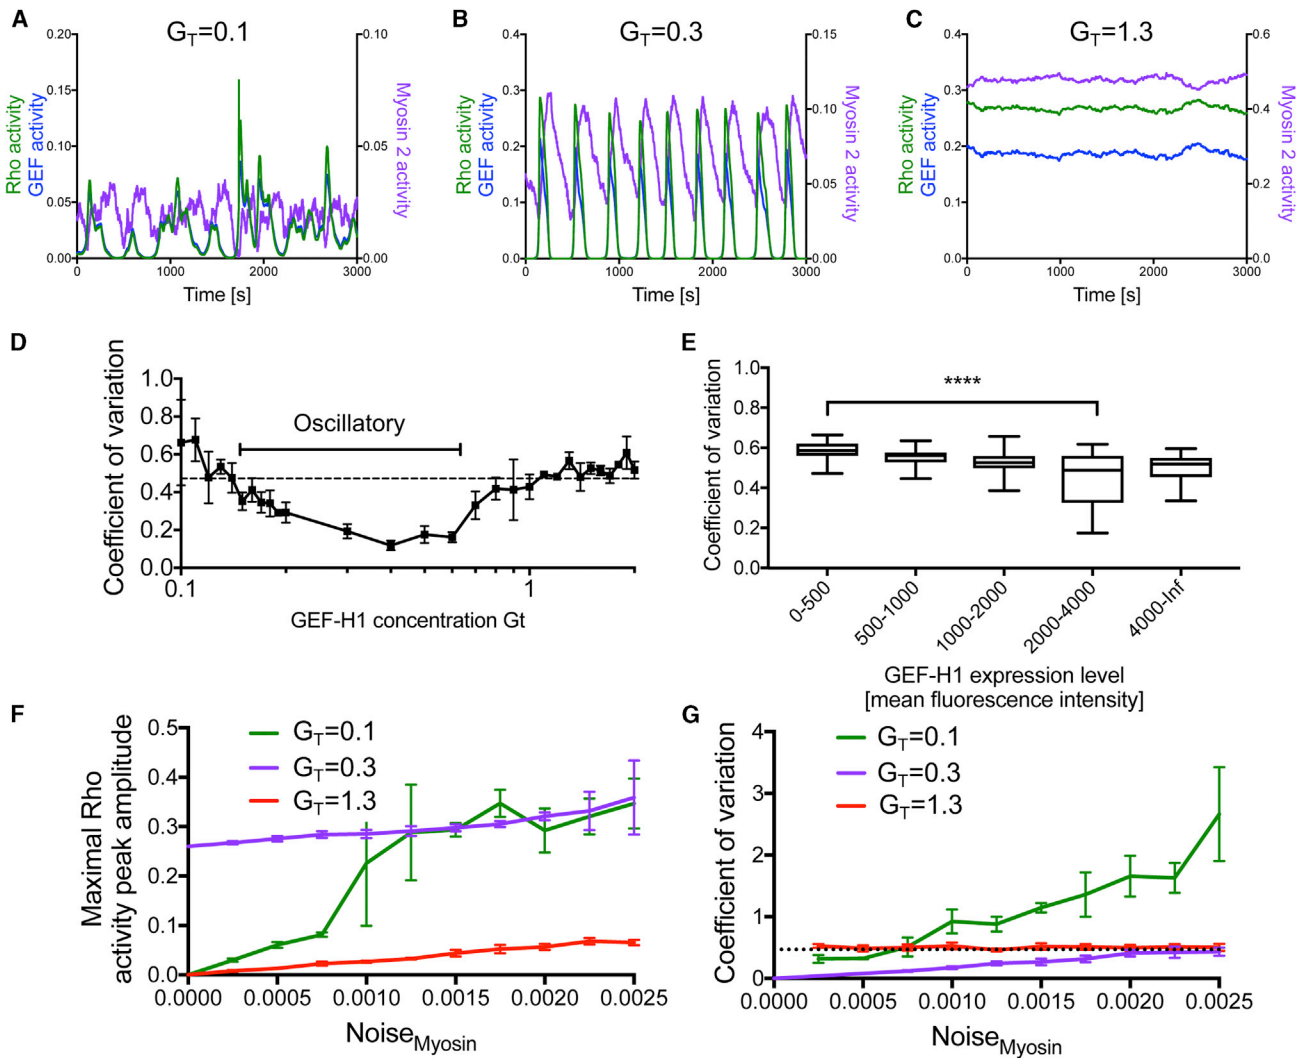 A
G_T=0.1
0.20
0.15
0.10
0.05
0.00
0.10
0.05
0.00
Rho activity
GEF activity
Myosin 2 activity
0
1000
2000
3000
Time [s]
B
G_T=0.3
0.4
0.3
0.2
0.1
0.0
0.15
0.10
0.05
0.00
Rho activity
GEF activity
Myosin 2 activity
0
1000
2000
3000
Time [s]
C
G_T=1.3
0.4
0.3
0.2
0.1
0.0
0.6
0.4
0.2
0.0
Rho activity
GEF activity
Myosin 2 activity
0
1000
2000
3000
Time [s]
D
Coefficient of variation
1.0
0.8
0.6
0.4
0.2
0.0
Oscillatory
0.1
1
GEF-H1 concentration Gt
E
Coefficient of variation
1.0
0.8
0.6
0.4
0.2
0.0
****
0-500
500-1000
1000-2000
2000-4000
4000-Inf
GEF-H1 expression level
[mean fluorescence intensity]
F
Maximal Rho
activity peak amplitude
0.5
0.4
0.3
0.2
0.1
0.0
G_T=0.1
G_T=0.3
G_T=1.3
0.0000
0.0005
0.0010
0.0015
0.0020
0.0025
Noise_Myosin
G
Coefficient of variation
4
3
2
1
0
G_T=0.1
G_T=0.3
G_T=1.3
0.0000
0.0005
0.0010
0.0015
0.0020
0.0025
Noise_Myosin